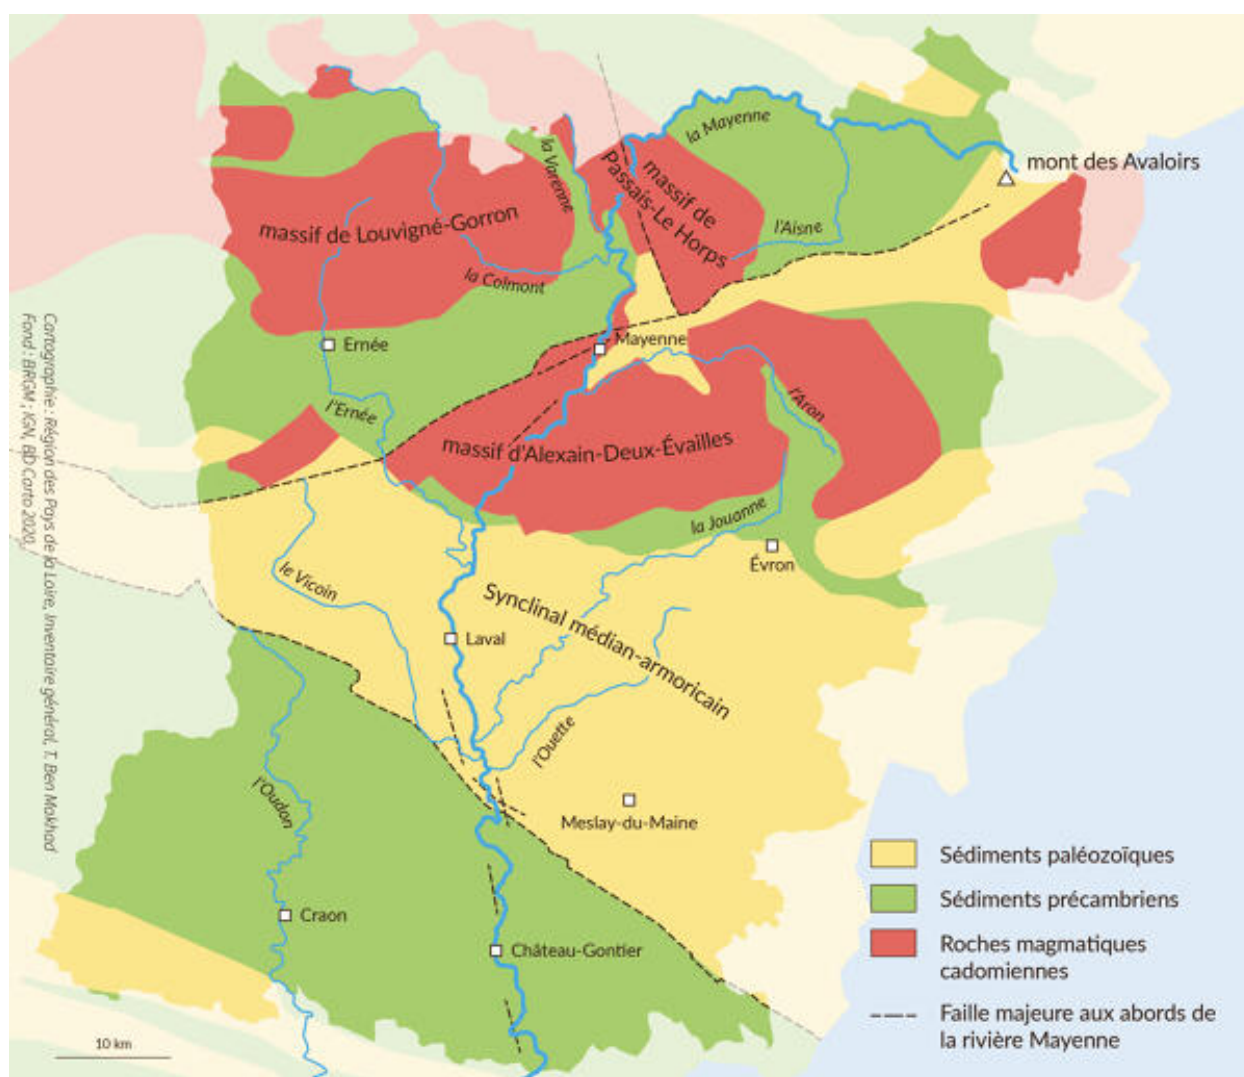 la Mayenne
mont des Avaloirs
la Varenne
massif de
Passais-Le Horps
massif de Louvigné-Gorron
l'Aisne
la Colmont
Ernée
Mayenne
l'Ernée
l'Aron
massif d'Alexain-Deux-Évailles
la Jouanne
Évron
le Vicoin
Synclinal médian-armoricain
Laval
l'Ouette
l'Oudon
Meslay-du-Maine
Craon
Château-Gontier
10 km
Sédiments paléozoïques
Sédiments précambriens
Roches magmatiques
cadomiennes
Faille majeure aux abords de
la rivière Mayenne
Cartographie : Région des Pays de la Loire, Inventaire général, T. Ben Makhad
Fond : BRGM ; IGN, BD Carto 2020.